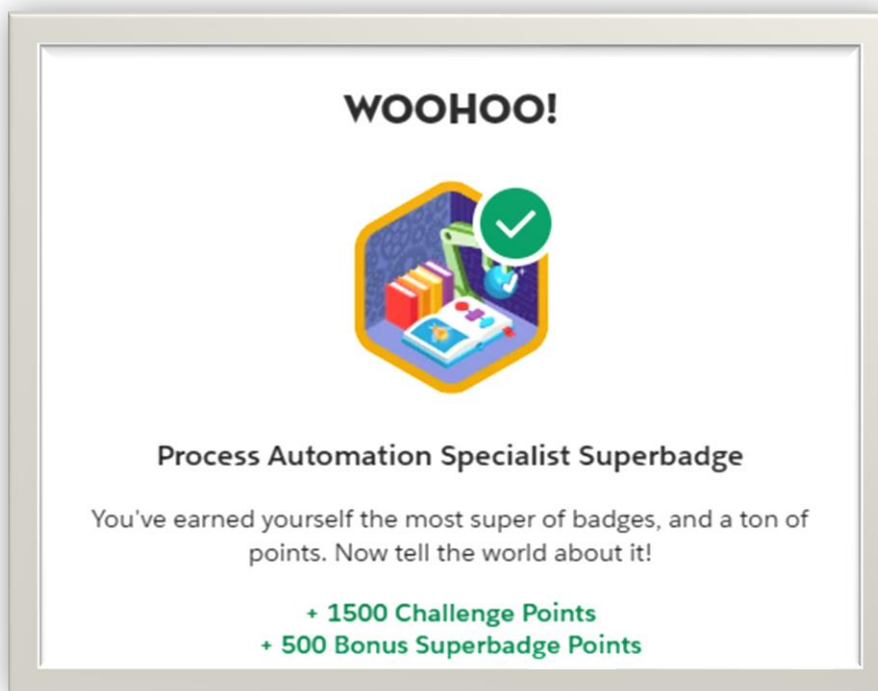 WOOHOO!
Process Automation Specialist Superbadge
You've earned yourself the most super of badges, and a ton of
points. Now tell the world about it!
+ 1500 Challenge Points
+ 500 Bonus Superbadge Points